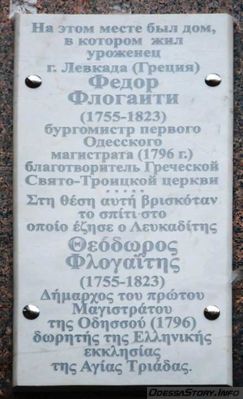 На этом месте был дом,
в котором жил
уроженец
г. Левкада (Греция)
Федор
Флогаити
(1755-1823)
бургомистр первого
Одесского
магистрата (1796 г.)
благотворитель Греческой
Свято-Троицкой церкви
*****
Στη θέση αυτή βρισκόταν
το σπίτι στο
οποίο έζησε ο Λευκαδίτης
Θεόδωρος
Φλογαΐτης
(1755-1823)
Δήμαρχος του πρώτου
Μαγιστράτου
της Οδησσού (1796)
δωρητής της Ελληνικής
εκκλησίας
της Αγίας Τριάδας.
OdessaStory.Info